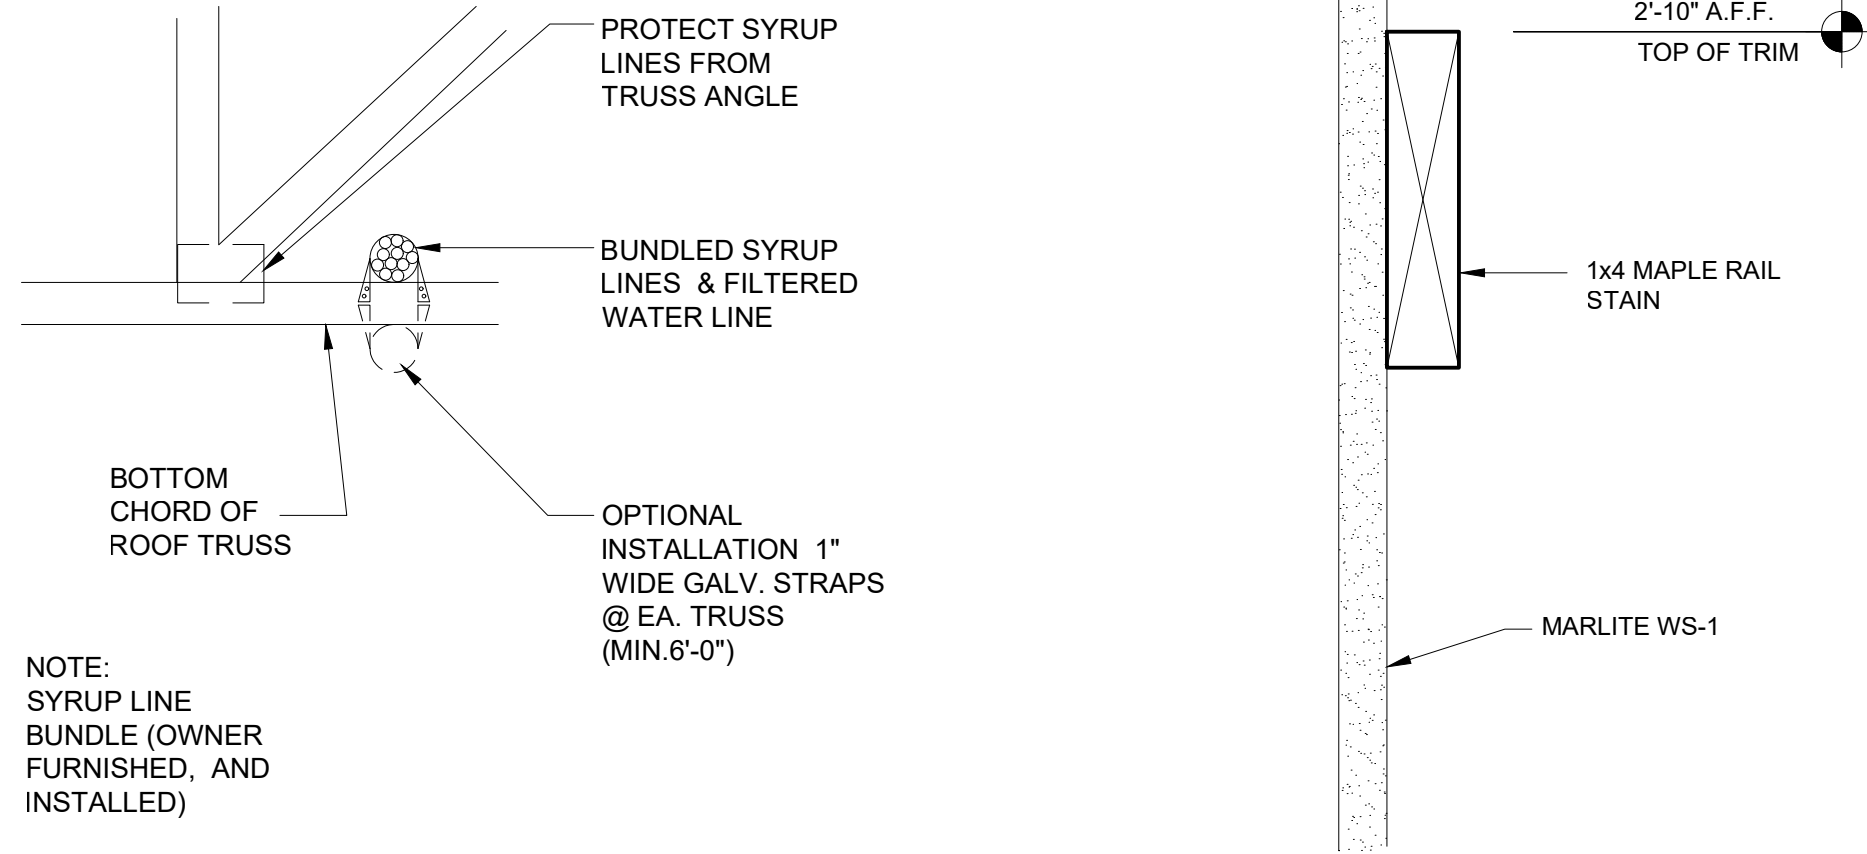 PROTECT SYRUP
LINES FROM
TRUSS ANGLE
BUNDLED SYRUP
LINES & FILTERED
WATER LINE
BOTTOM
CHORD OF
ROOF TRUSS
OPTIONAL
INSTALLATION 1"
WIDE GALV. STRAPS
@ EA. TRUSS
(MIN.6'-0")
NOTE:
SYRUP LINE
BUNDLE (OWNER
FURNISHED, AND
INSTALLED)
2'-10" A.F.F.
TOP OF TRIM
1x4 MAPLE RAIL
STAIN
MARLITE WS-1